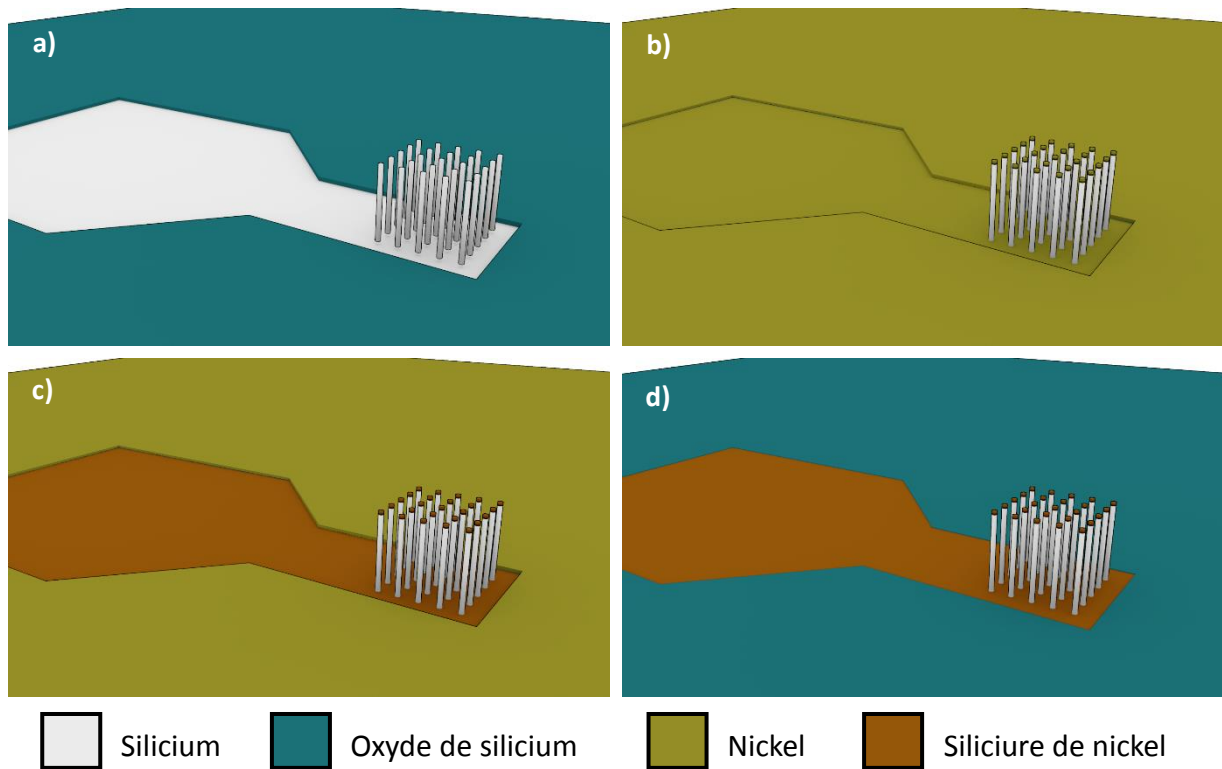 a)
b)
c)
d)
Silicium
Oxyde de silicium
Nickel
Siliciure de nickel